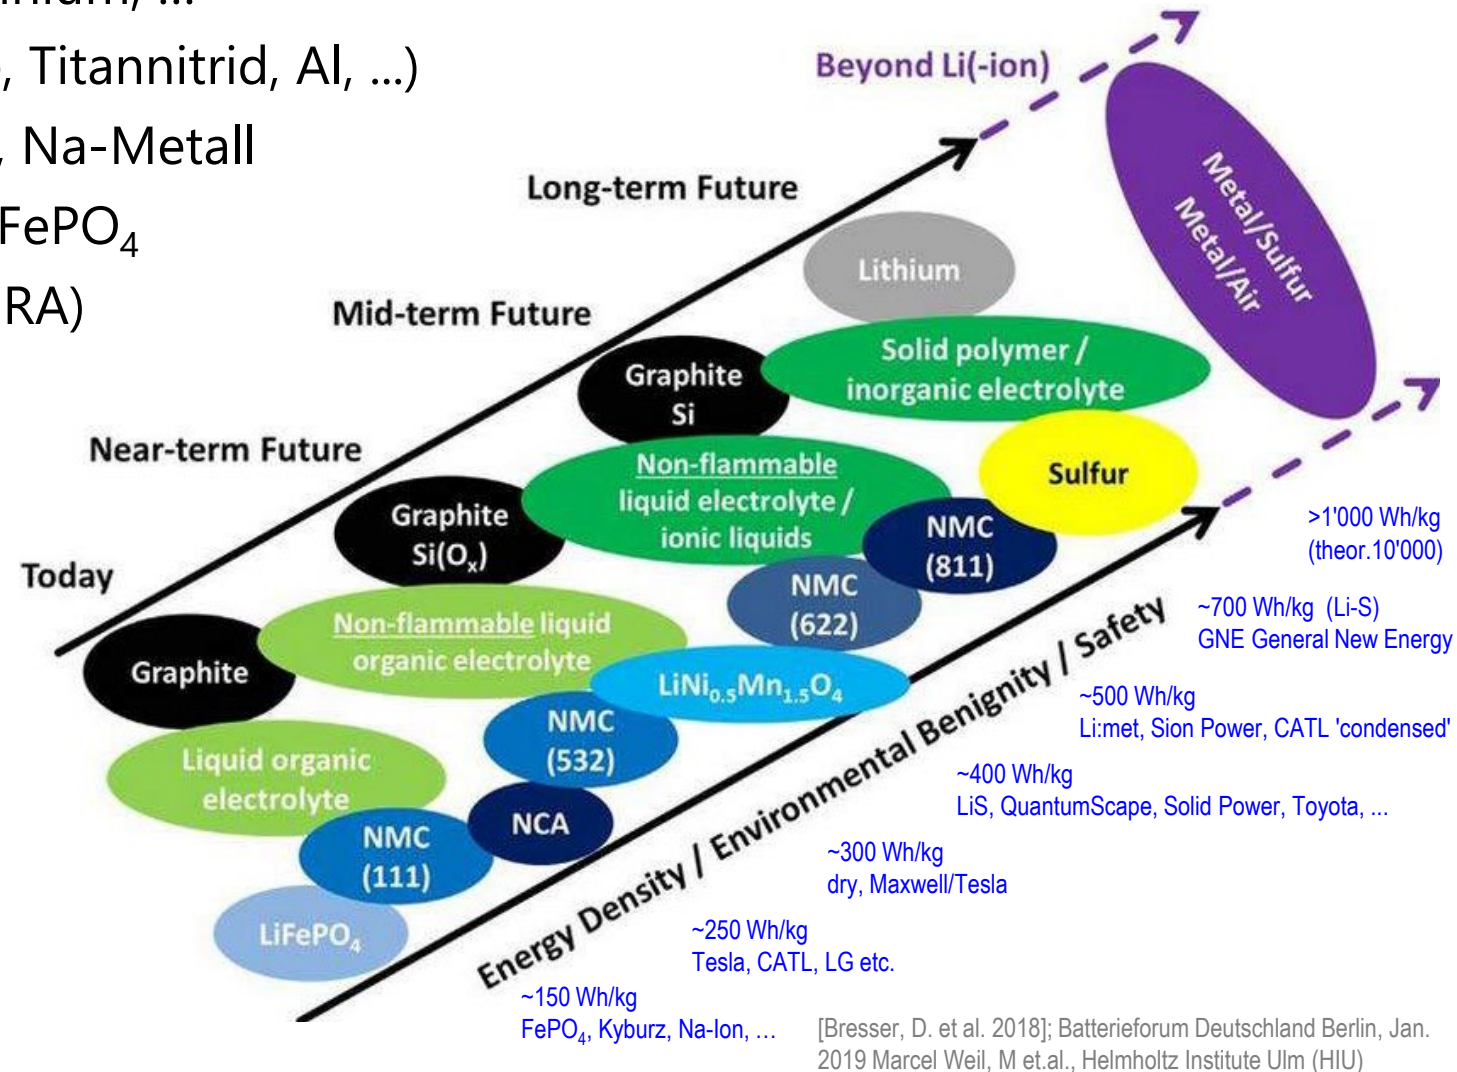 Titannitrid, Al, ...)
Na-Metall
FePO₄
RA)
Beyond Li(-ion)
Long-term Future
Mid-term Future
Near-term Future
Today
Metal/Sulfur
Metal/Air
Lithium
Solid polymer /
inorganic electrolyte
Graphite
Si
Sulfur
Non-flammable
liquid electrolyte /
ionic liquids
Graphite
Si(Oₓ)
NMC
(811)
NMC
(622)
Non-flammable liquid
organic electrolyte
Graphite
LiNi₀.₅Mn₁.₅O₄
NMC
(532)
Liquid organic
electrolyte
NCA
NMC
(111)
LiFePO₄
Energy Density / Environmental Benignity / Safety
>1'000 Wh/kg
(theor.10'000)
~700 Wh/kg (Li-S)
GNE General New Energy
~500 Wh/kg
Li:met, Sion Power, CATL 'condensed'
~400 Wh/kg
LiS, QuantumScape, Solid Power, Toyota, ...
~300 Wh/kg
dry, Maxwell/Tesla
~250 Wh/kg
Tesla, CATL, LG etc.
~150 Wh/kg
FePO₄, Kyburz, Na-Ion, …
[Bresser, D. et al. 2018]; Batterieforum Deutschland Berlin, Jan.
2019 Marcel Weil, M et.al., Helmholtz Institute Ulm (HIU)